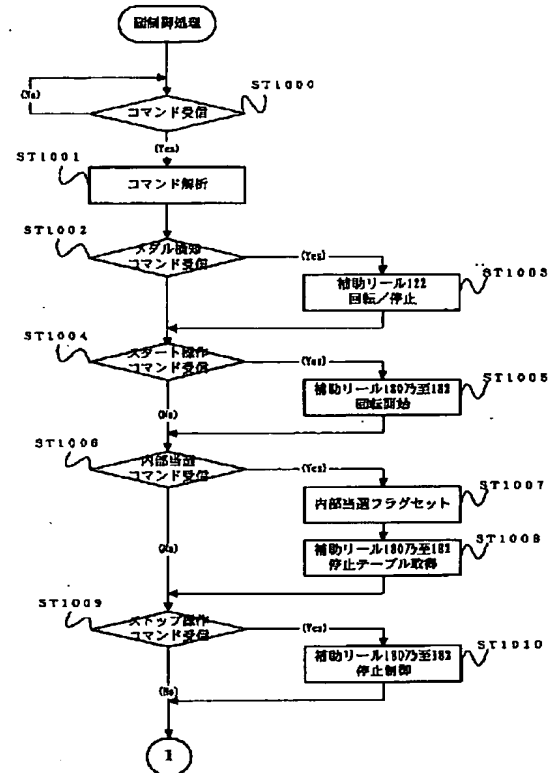 回制御処理
ST1000
(No)
コマンド受信
(Yes)
ST1001
コマンド解析
ST1002
メダル検知
コマンド受信
(Yes)
ST1003
補助リール122
回転／停止
ST1004
スタート操作
コマンド受信
(Yes)
ST1005
補助リール180乃至182
回転開始
(No)
ST1006
内部当選
コマンド受信
(Yes)
ST1007
内部当選フラグセット
ST1008
補助リール180乃至182
停止テーブル取得
(No)
ST1009
ストップ操作
コマンド受信
(Yes)
ST1010
補助リール180乃至182
停止制御
(No)
1